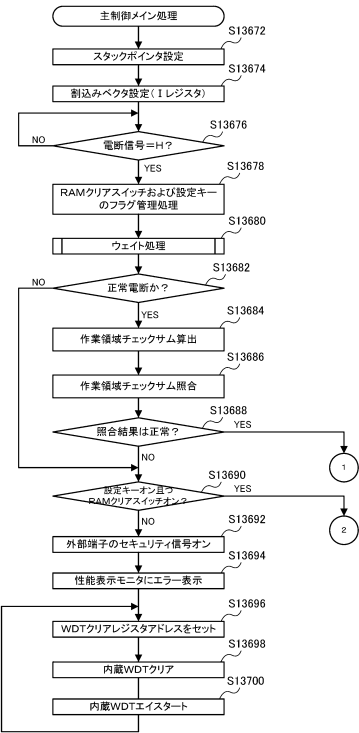 主制御メイン処理
S13672
スタックポインタ設定
S13674
割込みベクタ設定(Iレジスタ)
S13676
電断信号=H?
NO
YES
S13678
RAMクリアスイッチおよび設定キー
のフラグ管理処理
S13680
ウェイト処理
S13682
正常電断か?
NO
YES
S13684
作業領域チェックサム算出
S13686
作業領域チェックサム照合
S13688
照合結果は正常?
YES
1
NO
S13690
設定キーオン且つ
RAMクリアスイッチオン?
YES
2
NO
S13692
外部端子のセキュリティ信号オン
S13694
性能表示モニタにエラー表示
S13696
WDTクリアレジスタアドレスをセット
S13698
内蔵WDTクリア
S13700
内蔵WDTエイスタート